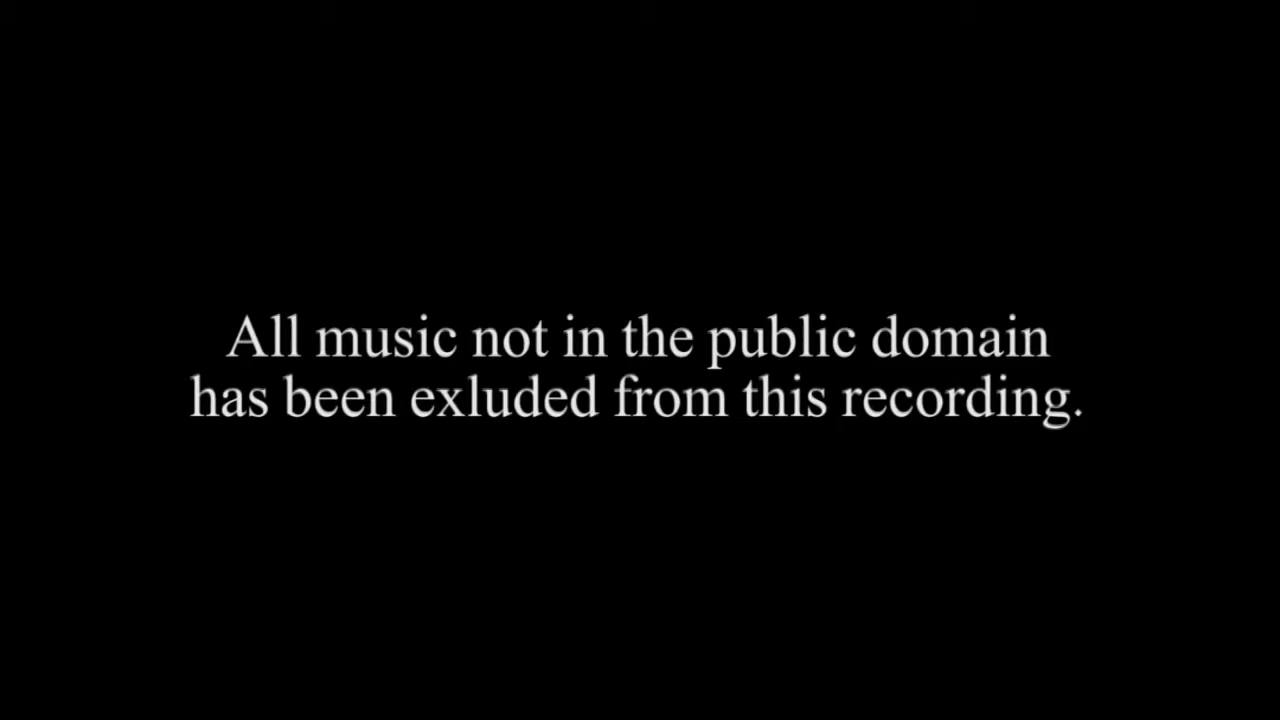 All music not in the public domain
has been exluded from this recording.